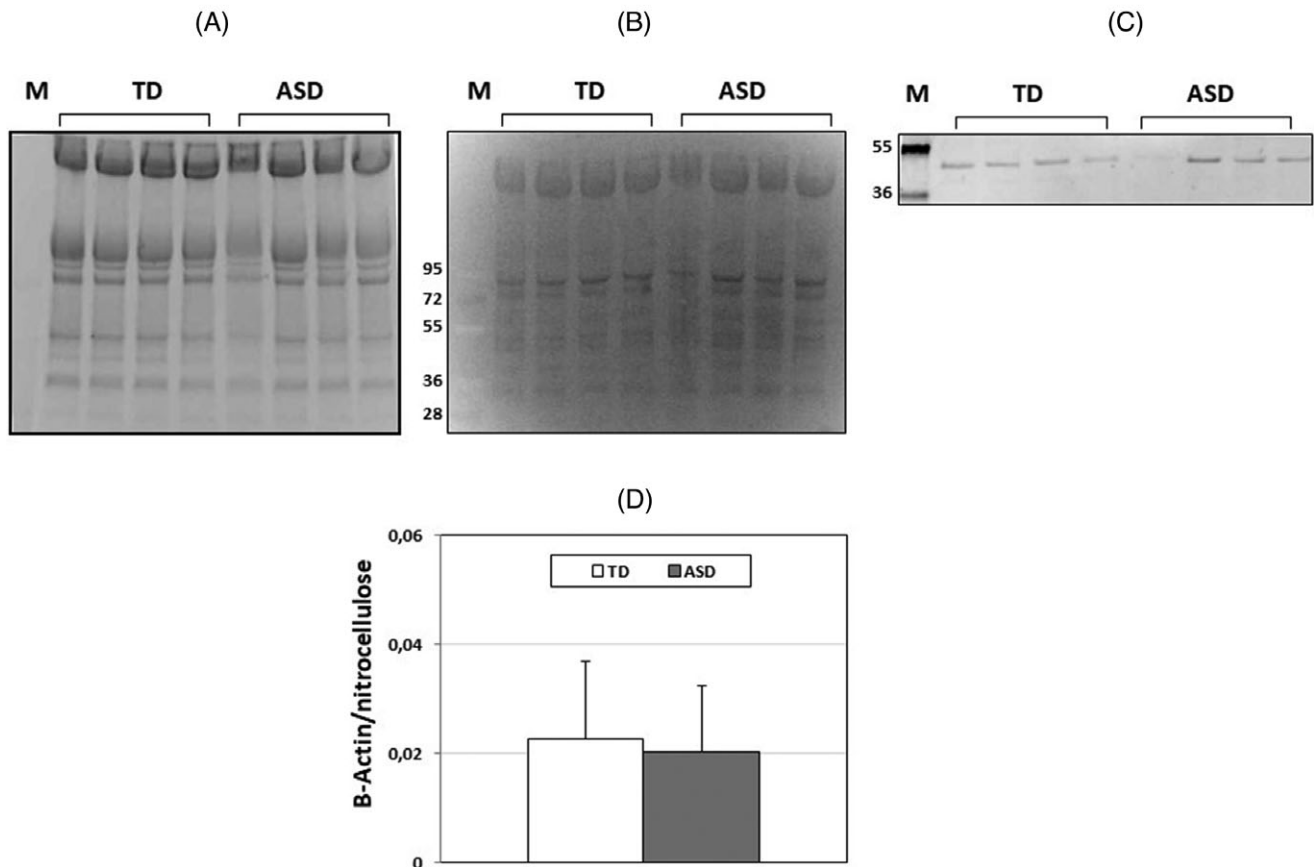 (A)
(B)
(C)
M TD ASD
M TD ASD
M TD ASD
95
72
55
36
28
55
36
(D)
B-Actin/nitrocellulose
0,06
TD ASD
0,04
0,02
0